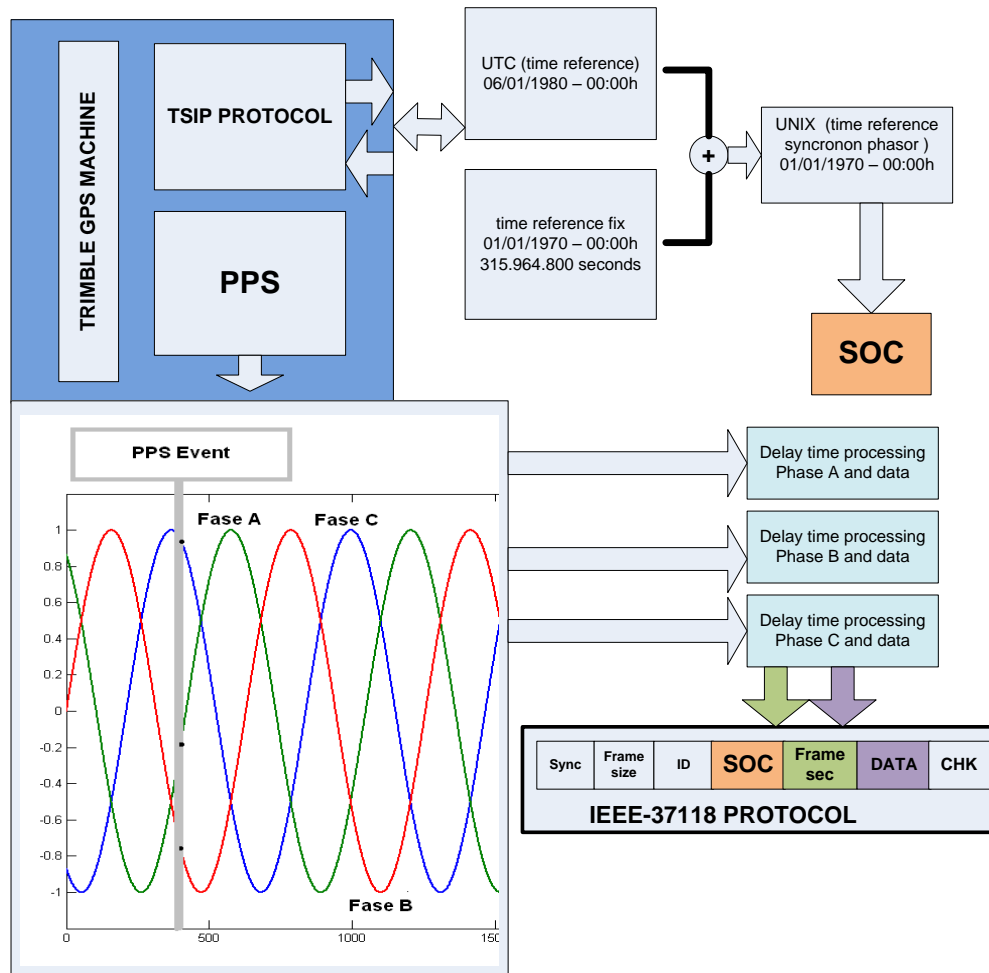 TRIMBLE GPS MACHINE
TSIP PROTOCOL
PPS
UTC (time reference)
06/01/1980 – 00:00h
time reference fix
01/01/1970 – 00:00h
315.964.800 seconds
+
UNIX (time reference
syncronon phasor )
01/01/1970 – 00:00h
SOC
PPS Event
Fase A
Fase C
Fase B
1
0.8
0.6
0.4
0.2
0
-0.2
-0.4
-0.6
-0.8
-1
0
500
1000
150
Delay time processing
Phase A and data
Delay time processing
Phase B and data
Delay time processing
Phase C and data
Sync
Frame
size
ID
SOC
Frame
sec
DATA
CHK
IEEE-37118 PROTOCOL